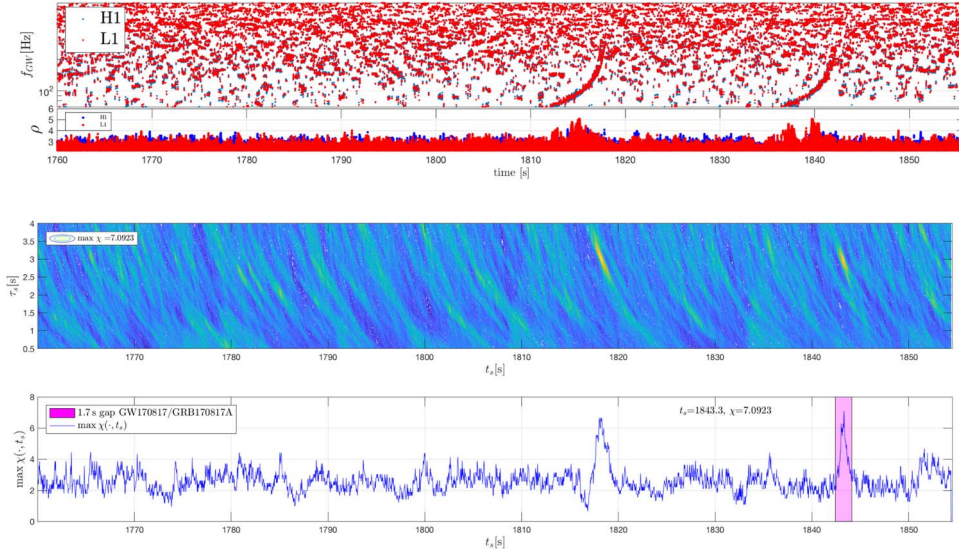 H1
L1
f_GW [Hz]
10²
6
5
4
3
ρ
H1
L1
1760 1770 1780 1790 1800 1810 1820 1830 1840 1850
time [s]
4
3.5
3
2.5
2
1.5
1
0.5
τ_s[s]
max χ =7.0923
1770 1780 1790 1800 1810 1820 1830 1840 1850
t_s[s]
8
6
4
2
0
max χ(·, t_s)
1.7 s gap GW170817/GRB170817A
max χ(·, t_s)
t_s=1843.3, χ=7.0923
1770 1780 1790 1800 1810 1820 1830 1840 1850
t_s[s]